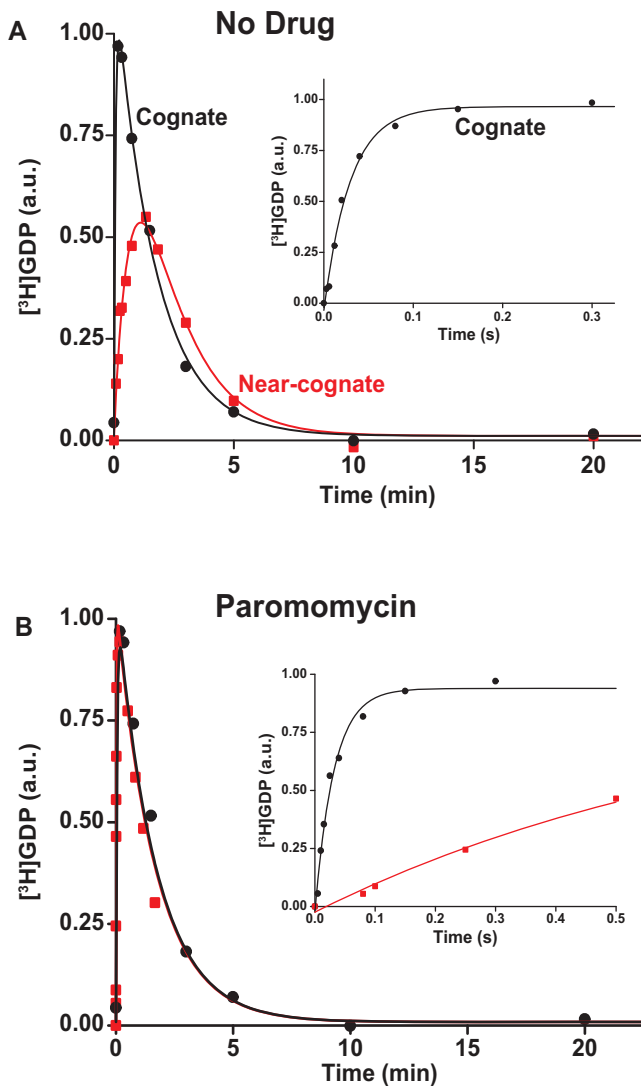 A
No Drug
1.00
0.75
0.50
0.25
0.00
[³H]GDP (a.u.)
Cognate
Near-cognate
0 5 10 15 20
Time (min)
1.00
0.75
0.50
0.25
0.00
[³H]GDP (a.u.)
Cognate
0.0 0.1 0.2 0.3
Time (s)
B
Paromomycin
1.00
0.75
0.50
0.25
0.00
[³H]GDP (a.u.)
0 5 10 15 20
Time (min)
1.00
0.75
0.50
0.25
0.00
[³H]GDP (a.u.)
0.0 0.1 0.2 0.3 0.4 0.5
Time (s)